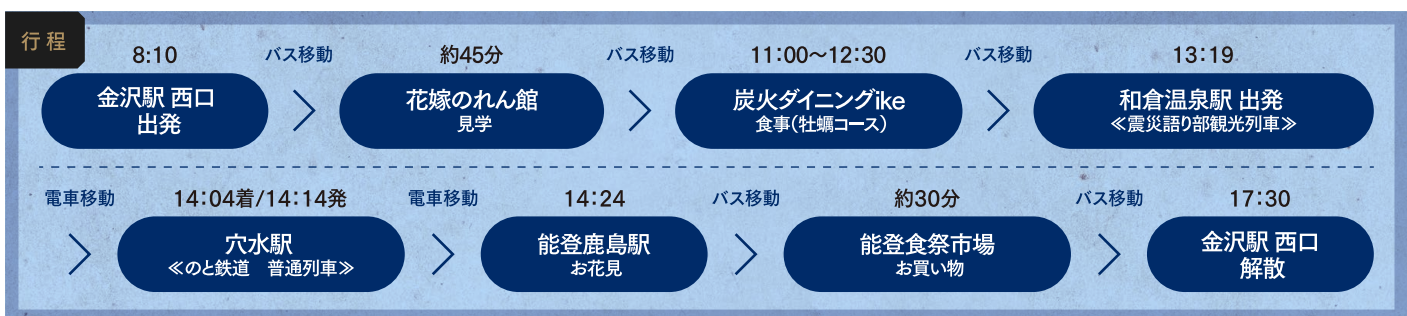 行程
8:10
金沢駅 西口
出発
バス移動
約45分
花嫁のれん館
見学
バス移動
11:00〜12:30
炭火ダイニングike
食事(牡蠣コース)
バス移動
13:19
和倉温泉駅 出発
≪震災語り部観光列車≫
電車移動
14:04着/14:14発
穴水駅
≪のと鉄道 普通列車≫
電車移動
14:24
能登鹿島駅
お花見
バス移動
約30分
能登食祭市場
お買い物
バス移動
17:30
金沢駅 西口
解散